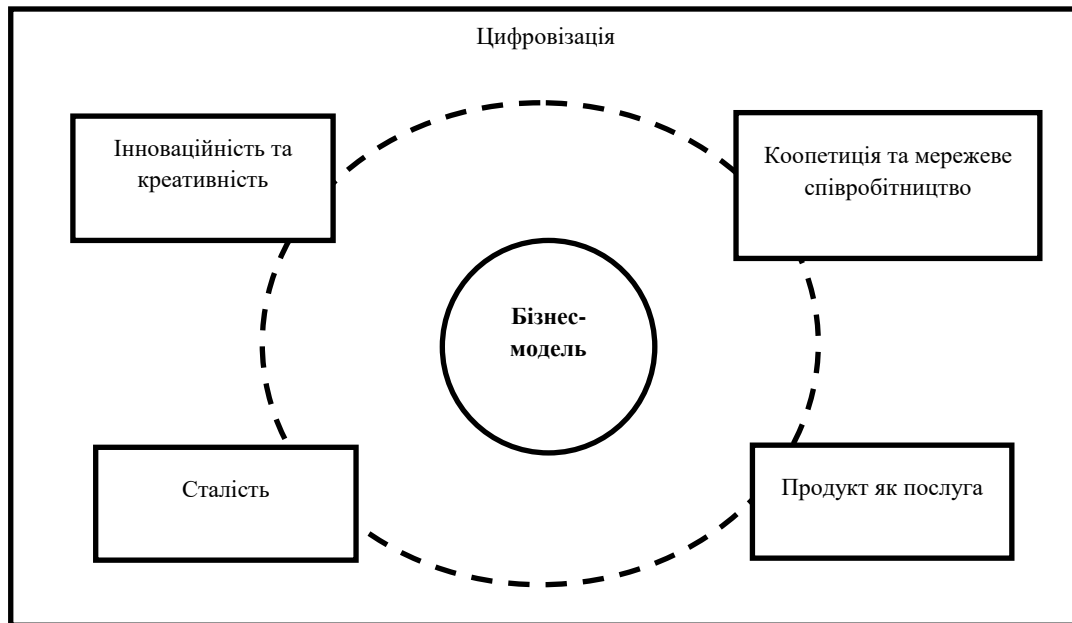 Цифровізація
Інноваційність та
креативність
Коопетиція та мережеве
співробітництво
Бізнес-
модель
Сталість
Продукт як послуга